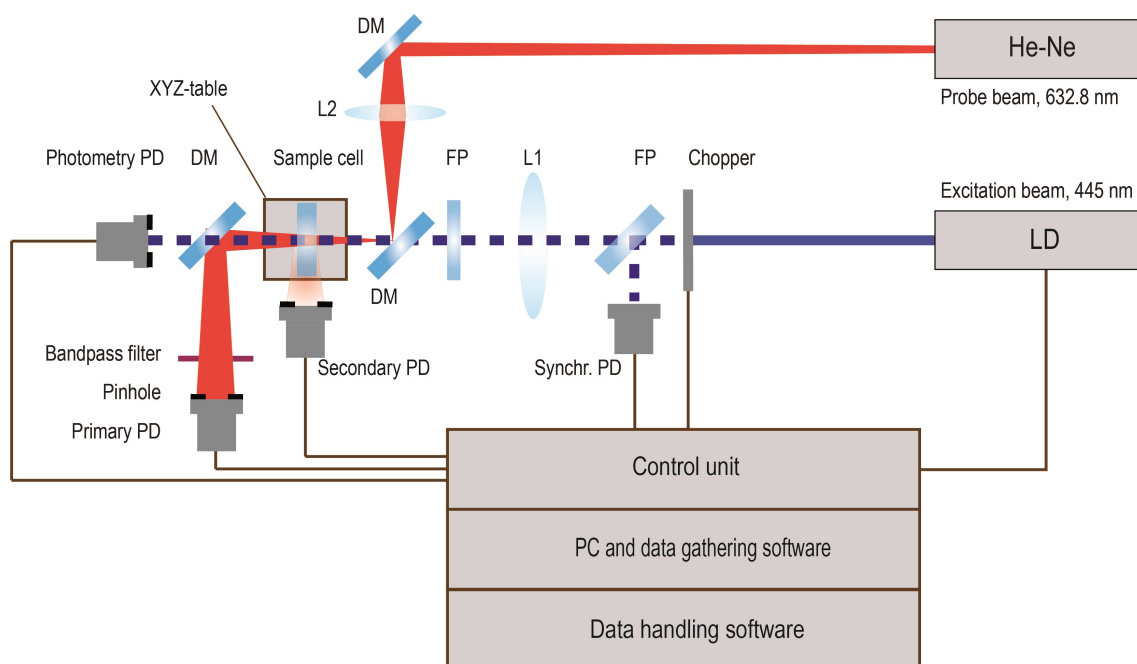 DM
He-Ne
XYZ-table
L2
Probe beam, 632.8 nm
Photometry PD
DM
Sample cell
FP
L1
FP
Chopper
Excitation beam, 445 nm
LD
DM
Bandpass filter
Secondary PD
Synchr. PD
Pinhole
Primary PD
Control unit
PC and data gathering software
Data handling software